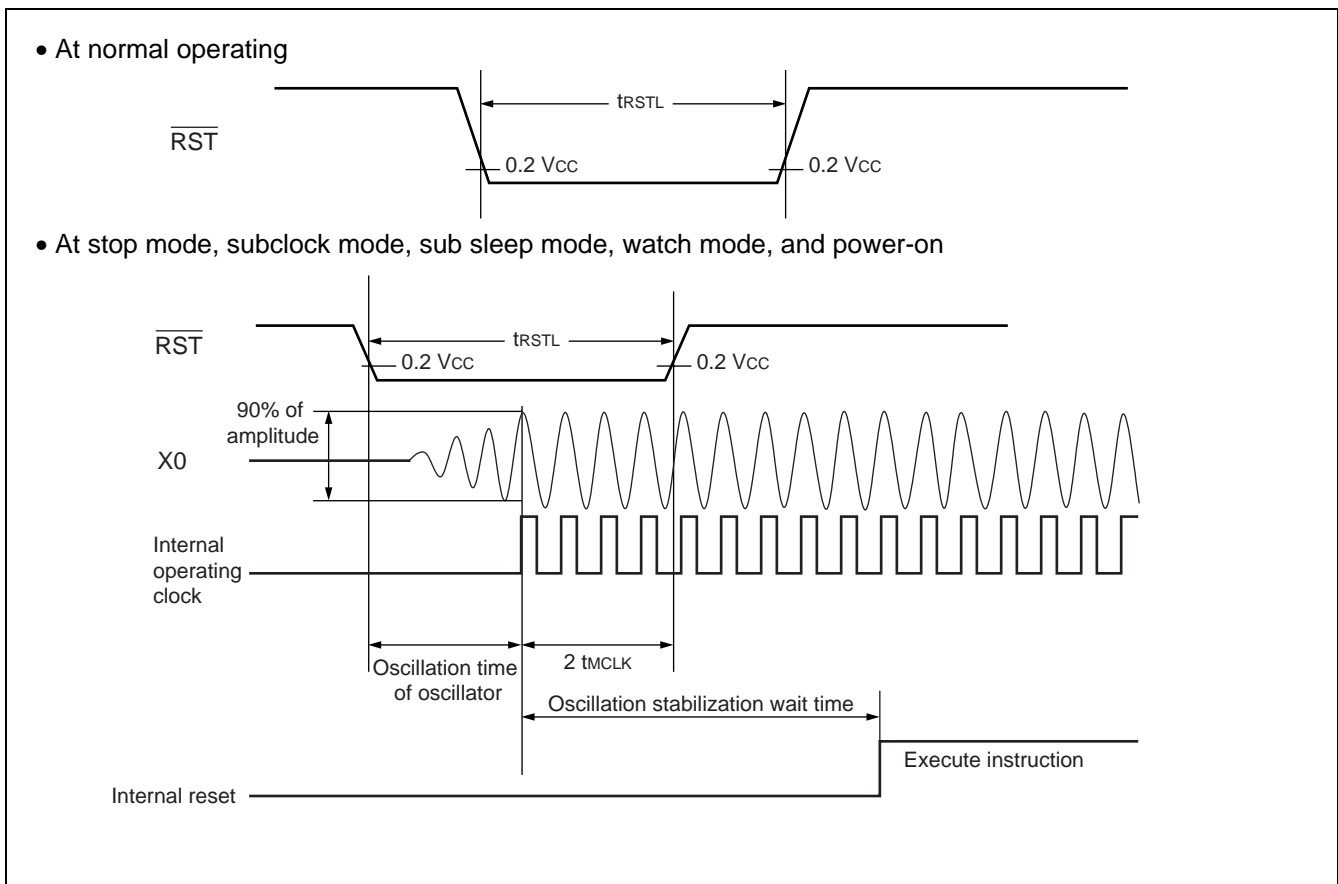 • At normal operating
tRSTL
RST
0.2 VCC
0.2 VCC
• At stop mode, subclock mode, sub sleep mode, watch mode, and power-on
RST
tRSTL
0.2 VCC
0.2 VCC
90% of
amplitude
X0
Internal
operating
clock
2 tMCLK
Oscillation time
of oscillator
Oscillation stabilization wait time
Execute instruction
Internal reset